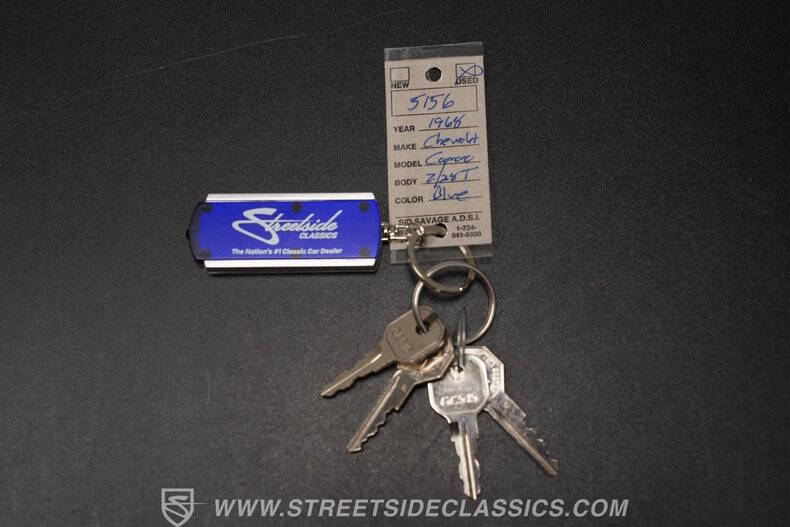 NEW
USED
5156
YEAR 1968
MAKE Chevrolet
MODEL Camaro
BODY Z/28T
COLOR Blue
SID SAVAGE A.D.S.I.
1-734-
941-9300
Streetside
CLASSICS
The Nation's #1 Classic Car Dealer
WWW.STREETSIDECLASSICS.COM